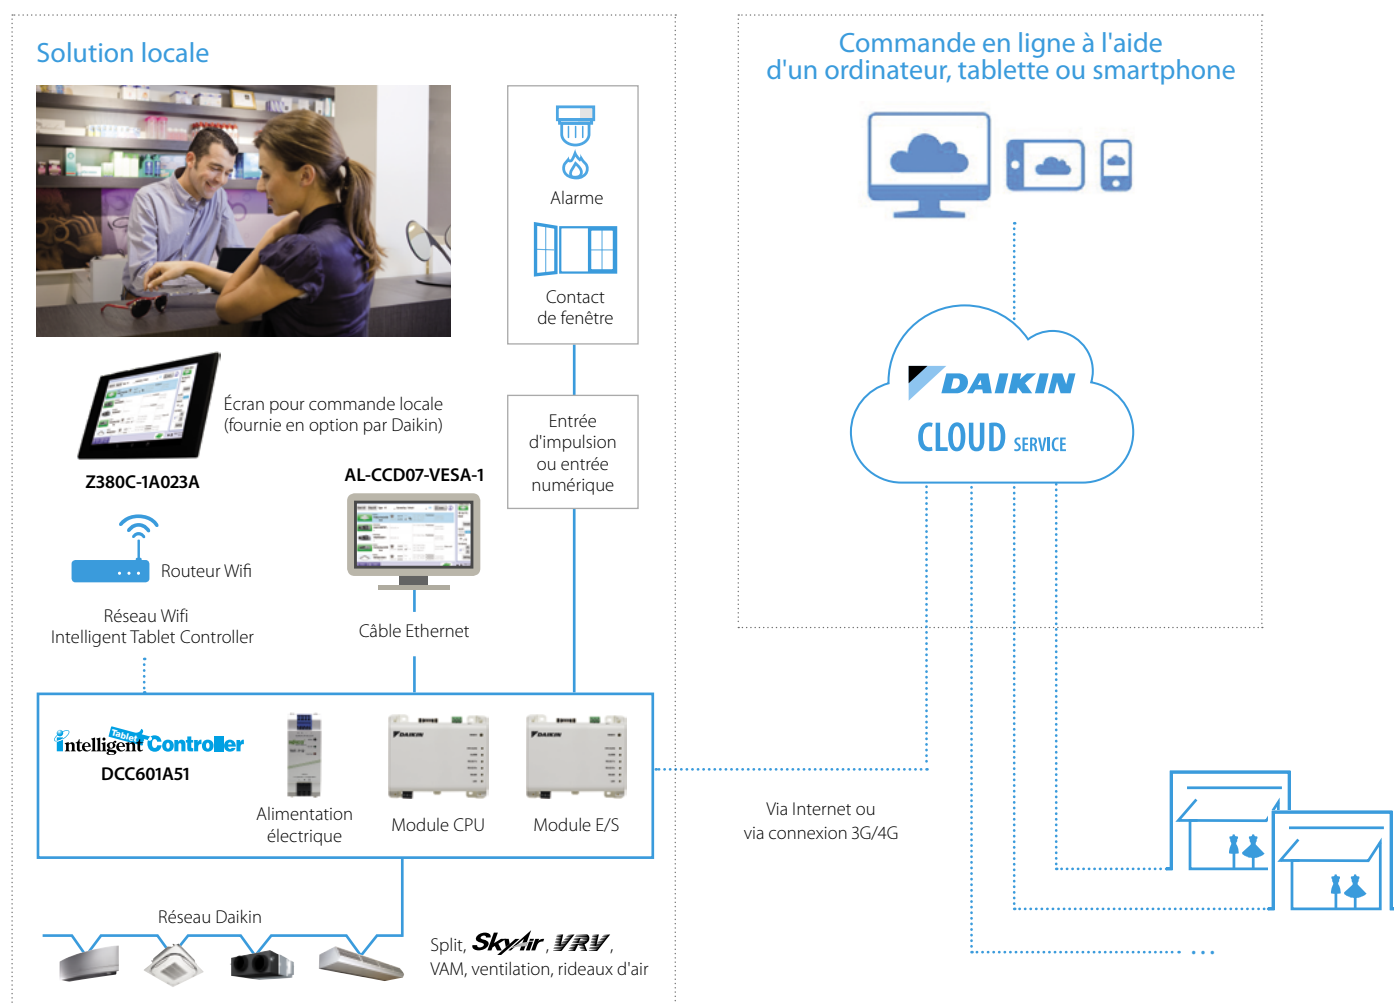 Solution locale
Alarme
Contact
de fenêtre
Écran pour commande locale
(fournie en option par Daikin)
Z380C-1A023A
AL-CCD07-VESA-1
Entrée
d'impulsion
ou entrée
numérique
Routeur Wifi
Réseau Wifi
Intelligent Tablet Controller
Câble Ethernet
intelligent Tablet Controller
DCC601A51
Alimentation
électrique
DAIKIN
Module CPU
DAIKIN
Module E/S
Réseau Daikin
Split, SkyAir, VRV,
VAM, ventilation, rideaux d'air
Commande en ligne à l'aide
d'un ordinateur, tablette ou smartphone
DAIKIN
CLOUD SERVICE
Via Internet ou
via connexion 3G/4G
...